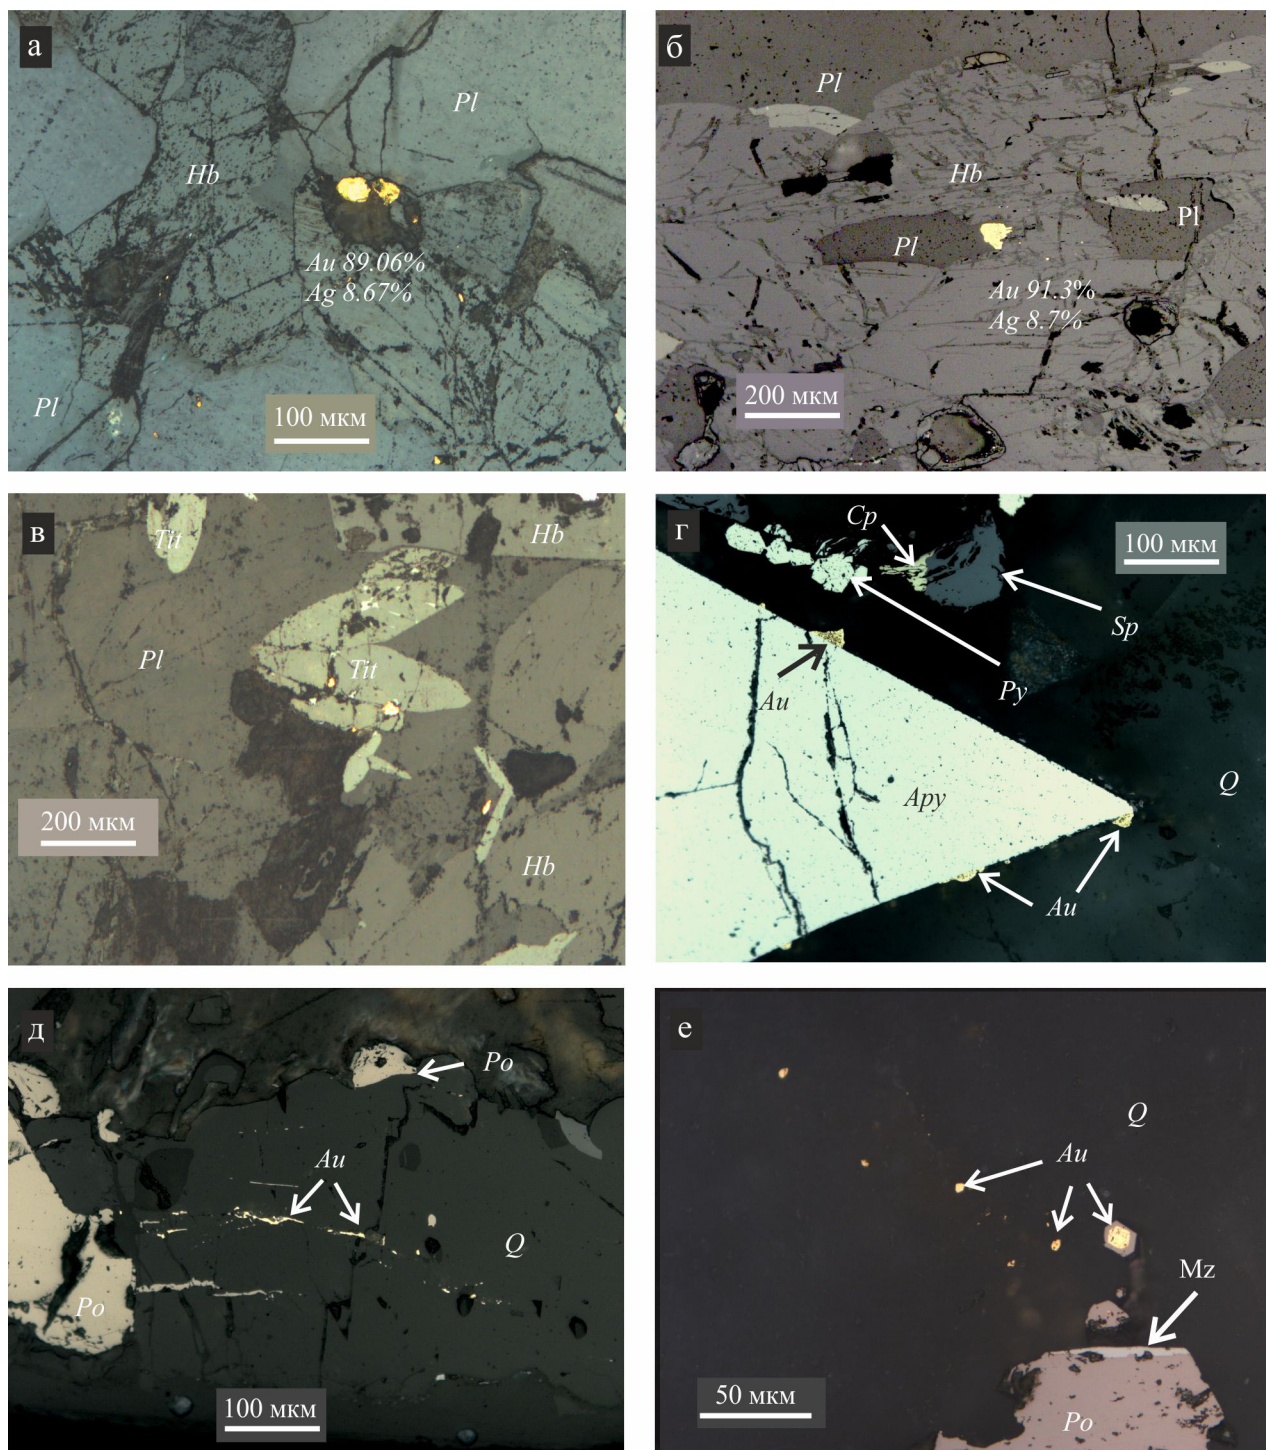 а
Pl
Hb
Au 89.06%
Ag 8.67%
Pl
100 мкм
б
Pl
Hb
Pl
Pl
Au 91.3%
Ag 8.7%
200 мкм
в
Tit
Hb
Pl
Tit
200 мкм
Hb
г
Cp
100 мкм
Sp
Au
Py
Q
Apy
Au
д
Po
Au
Q
Po
100 мкм
е
Q
Au
Mz
50 мкм
Po